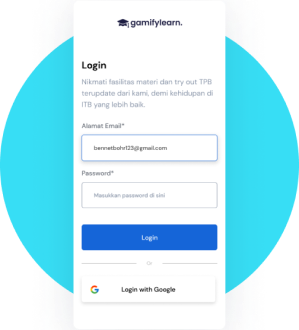 gamifylearn.
Login
Nikmati fasilitas materi dan try out TPB
terupdate dari kami, demi kehidupan di
ITB yang lebih baik.
Alamat Email*
bennetbohr123@gmail.com
Password*
Masukkan password di sini
Login
Or
Login with Google